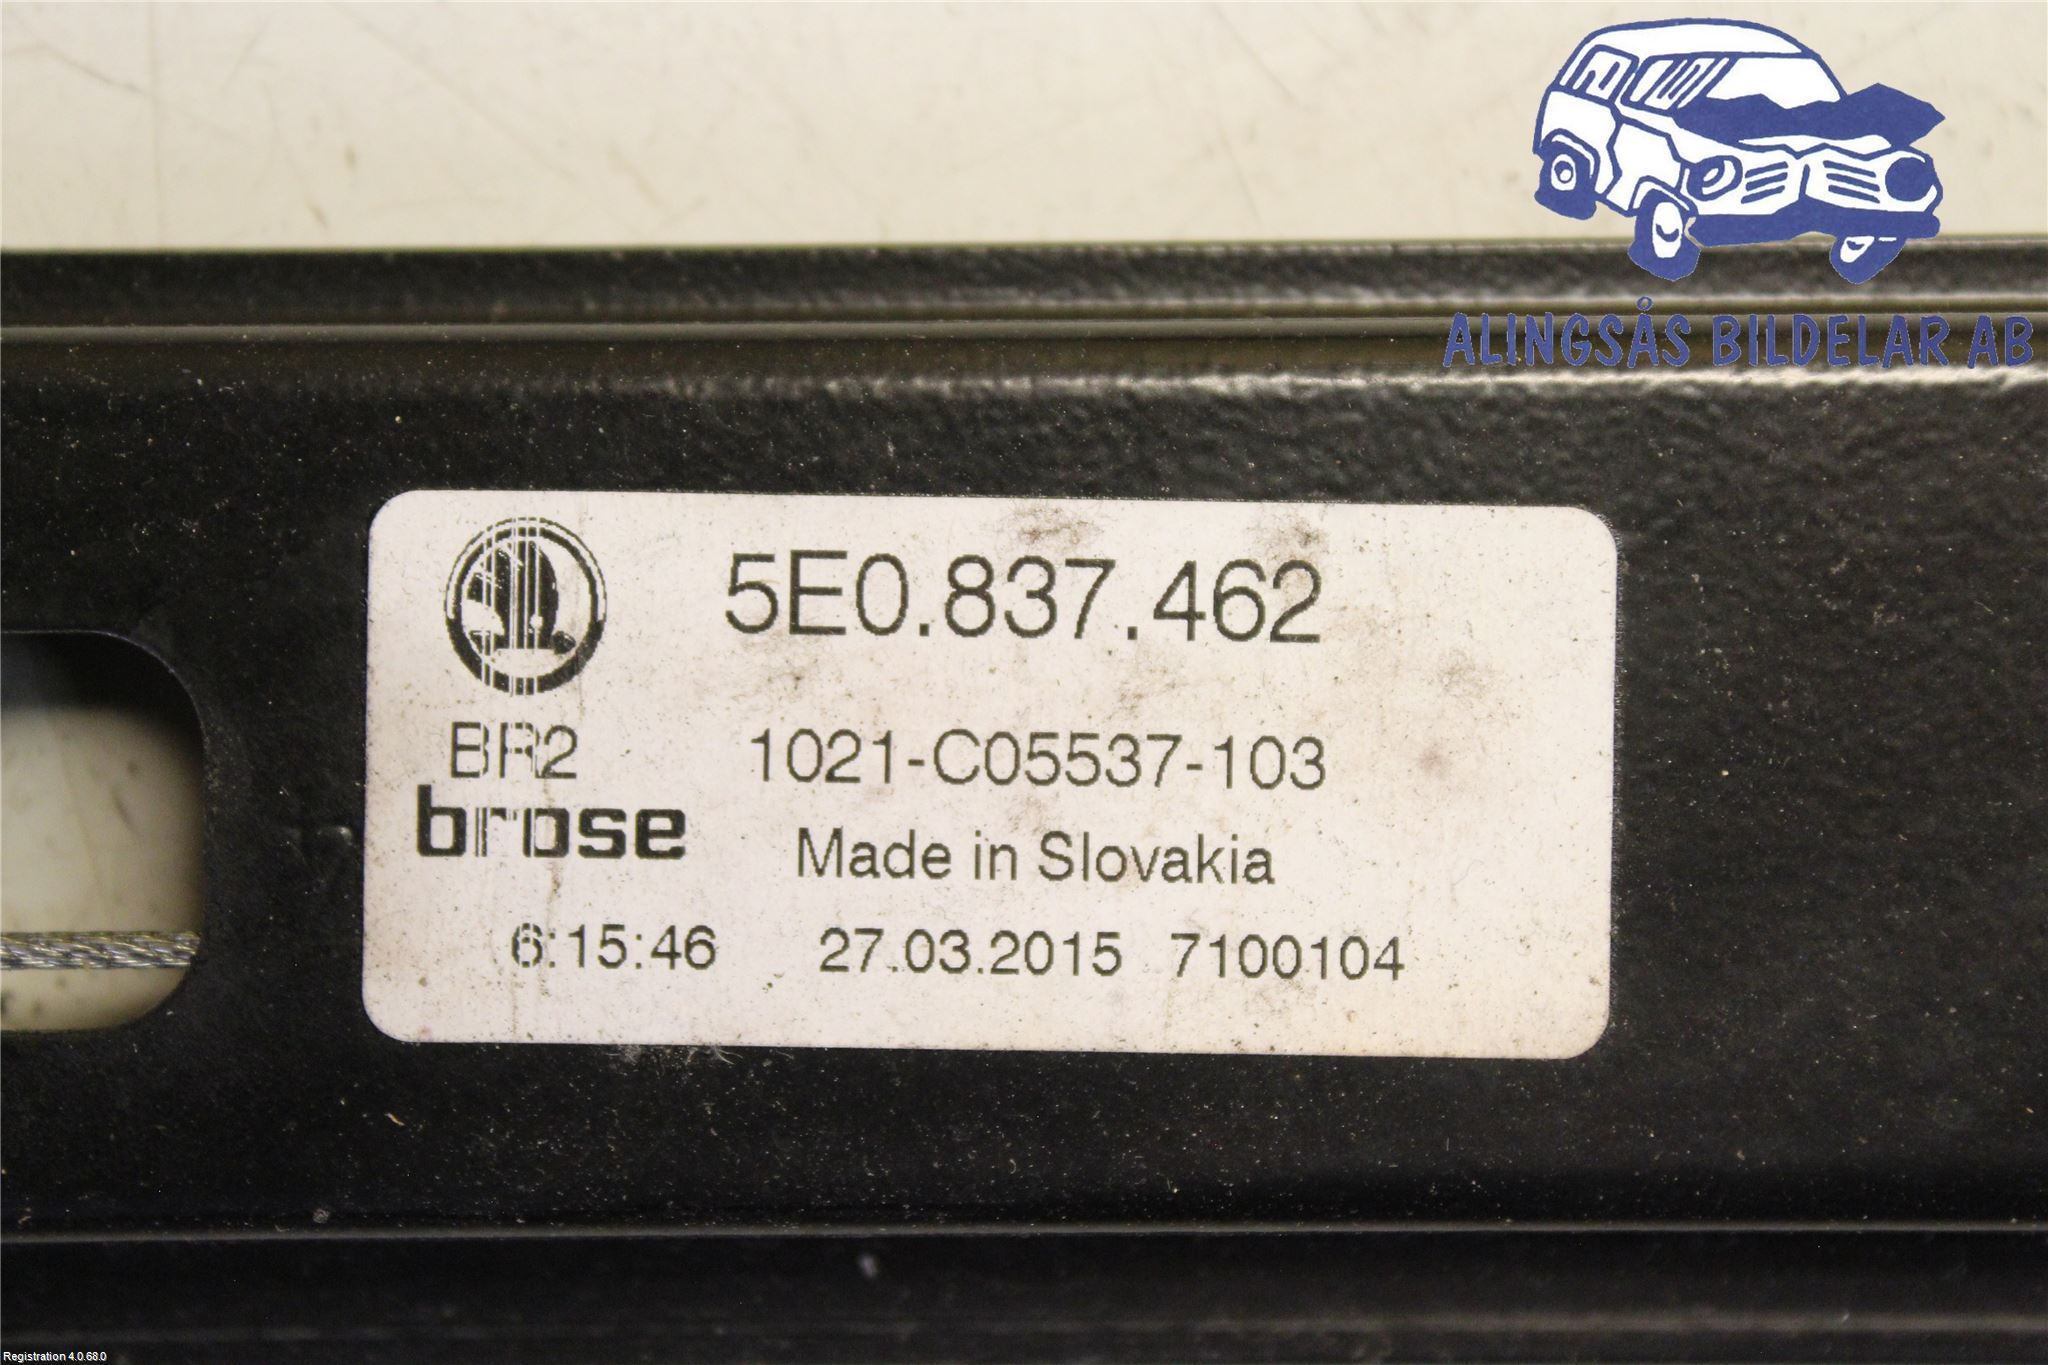 ALINGSÅS BILDELAR AB
5E0.837.462
BR2 1021-C05537-103
brose
Made in Slovakia
6:15:46 27.03.2015 7100104
Registration 4.0.68.0